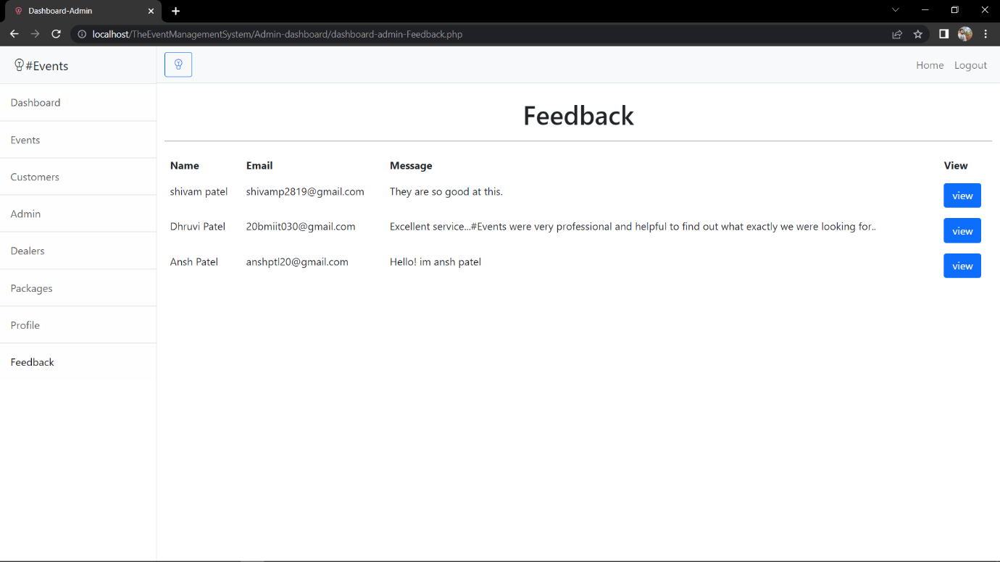 Dashboard-Admin
localhost/TheEventManagementSystem/Admin-dashboard/dashboard-admin-Feedback.php
#Events
Home Logout
Dashboard
Events
Customers
Admin
Dealers
Packages
Profile
Feedback
Feedback
Name Email Message View
shivam patel shivamp2819@gmail.com They are so good at this. view
Dhruvi Patel 20bmiit030@gmail.com Excellent service...#Events were very professional and helpful to find out what exactly we were looking for.. view
Ansh Patel anshptl20@gmail.com Hello! im ansh patel view